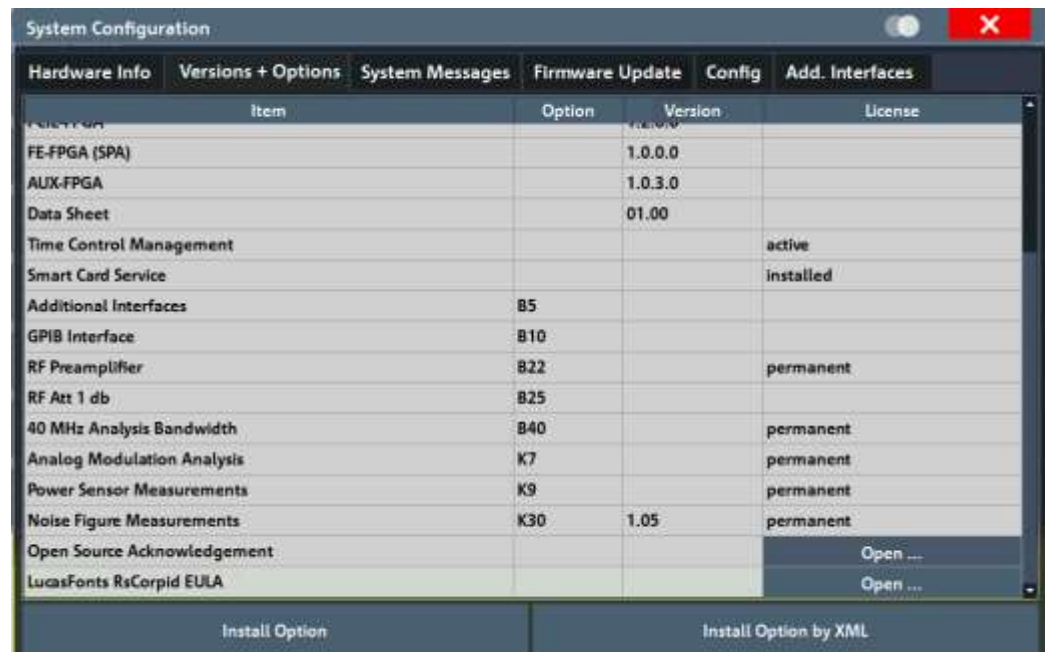 System Configuration
Hardware Info Versions + Options System Messages Firmware Update Config Add. Interfaces
Item Option Version License
FE-FPGA (SPA) 1.0.0.0
AUX-FPGA 1.0.3.0
Data Sheet 01.00
Time Control Management active
Smart Card Service installed
Additional Interfaces B5
GPIB Interface B10
RF Preamplifier B22 permanent
RF Att 1 db B25
40 MHz Analysis Bandwidth B40 permanent
Analog Modulation Analysis K7 permanent
Power Sensor Measurements K9 permanent
Noise Figure Measurements K30 1.05 permanent
Open Source Acknowledgement Open ...
LucasFonts RsCorpid EULA Open ...
Install Option Install Option by XML